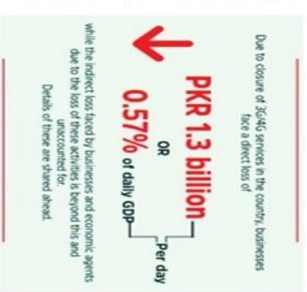 Due to closure of 3G/4G services in the country, businesses
face a direct loss of
PKR 1.3 billion
OR
0.57% of daily GDP
Per day
while the indirect loss faced by businesses and economic agents
due to the loss of these activities is beyond this and
unaccounted for.
Details of these are shared ahead.